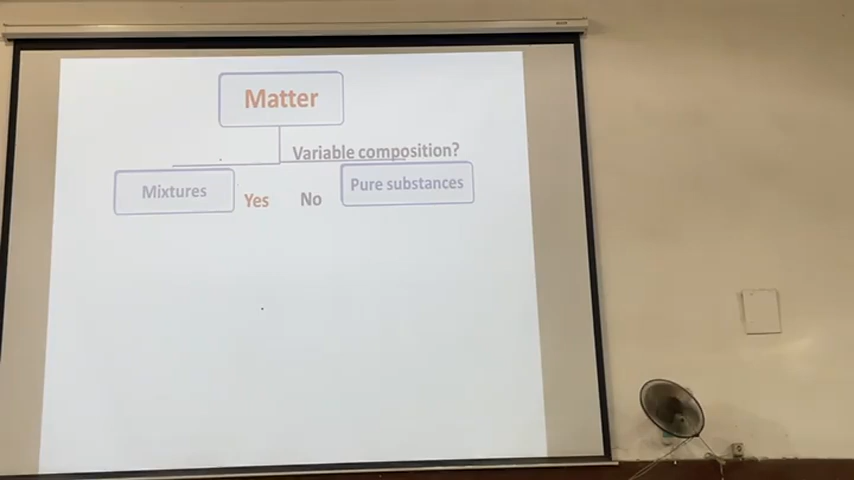 Matter
Variable composition?
Mixtures
Yes
No
Pure substances